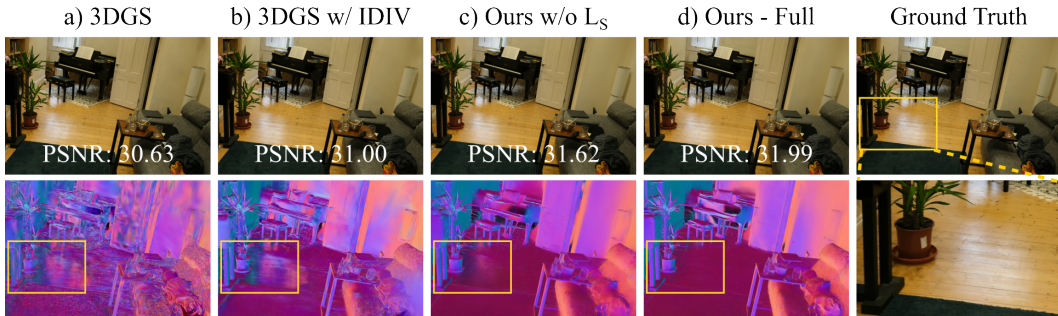 a) 3DGS b) 3DGS w/ IDIV c) Ours w/o L_S d) Ours - Full Ground Truth
PSNR: 30.63 PSNR: 31.00 PSNR: 31.62 PSNR: 31.99